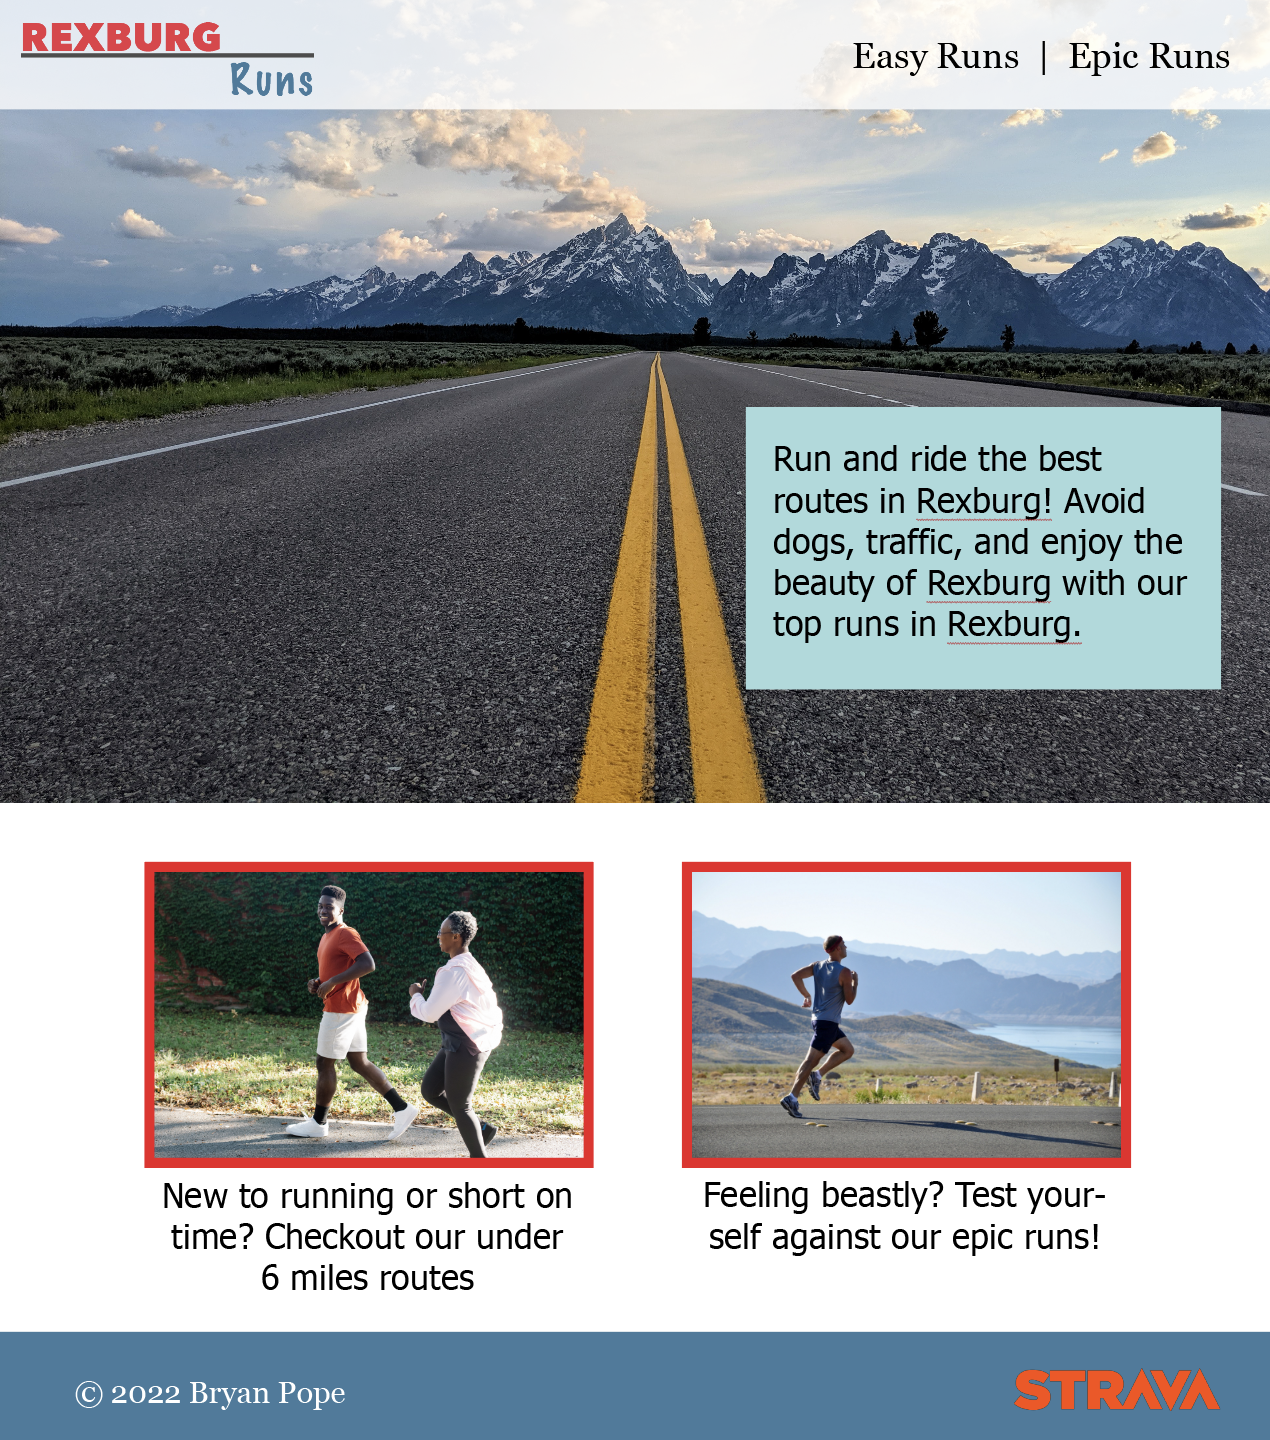 REXBURG
Runs
Easy Runs | Epic Runs
Run and ride the best
routes in Rexburg! Avoid
dogs, traffic, and enjoy the
beauty of Rexburg with our
top runs in Rexburg.
New to running or short on
time? Checkout our under
6 miles routes
Feeling beastly? Test your-
self against our epic runs!
© 2022 Bryan Pope
STRAVA